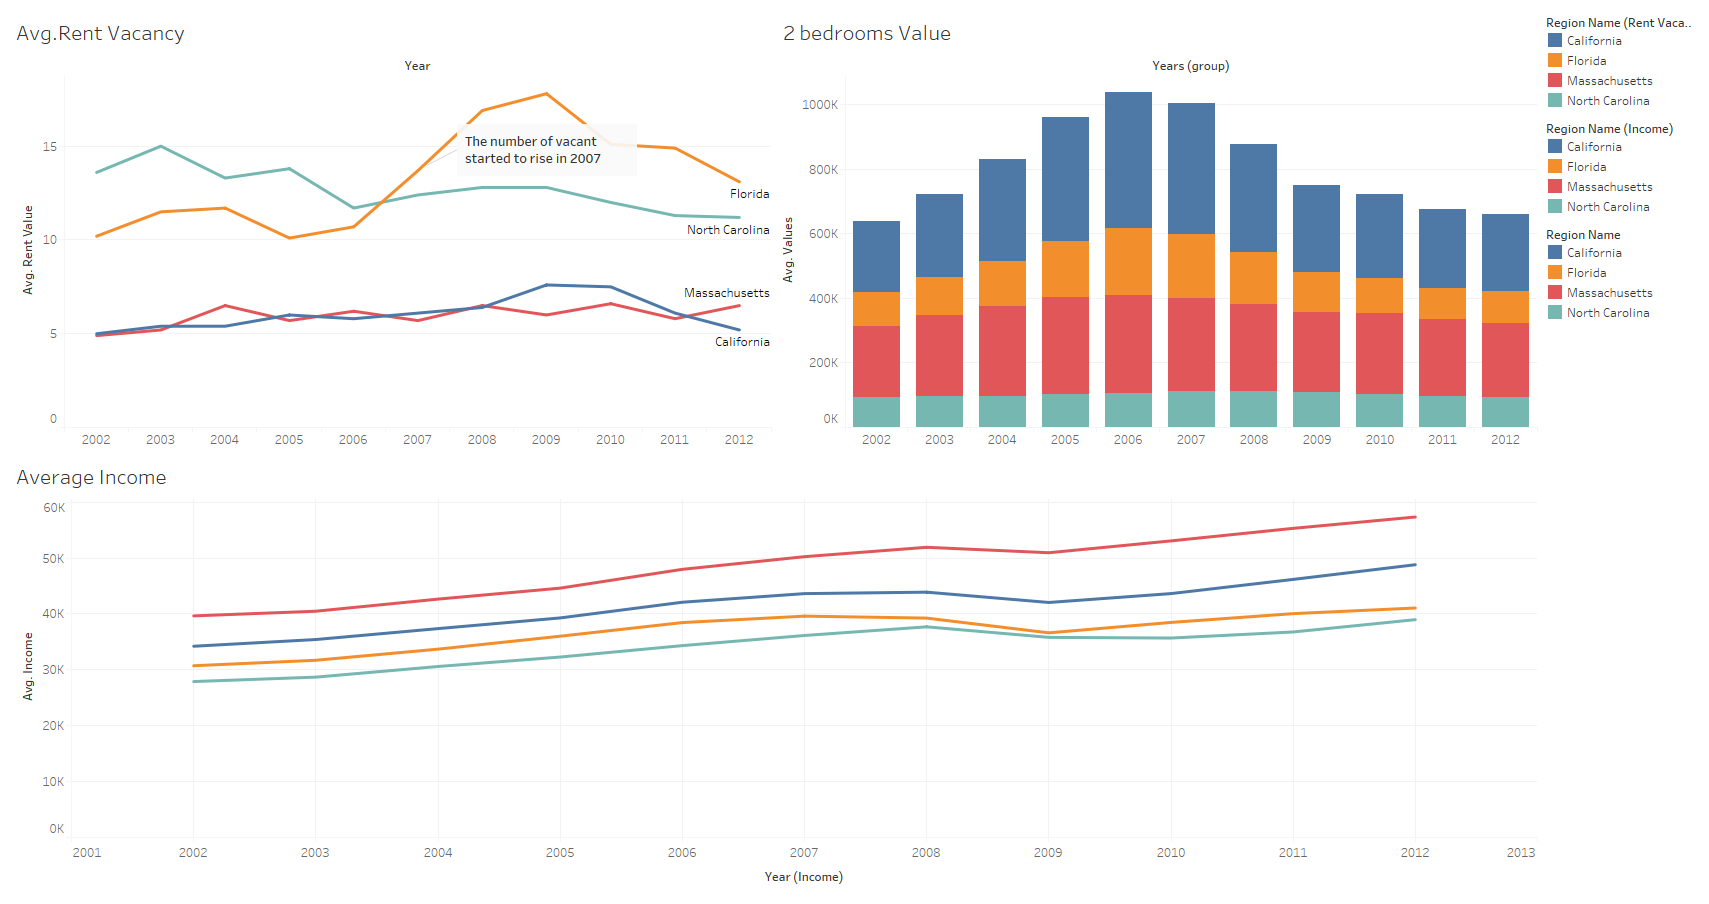 Avg.Rent Vacancy
Year
Avg. Rent Value
15
10
5
0
The number of vacant
started to rise in 2007
Florida
North Carolina
Massachusetts
California
2002 2003 2004 2005 2006 2007 2008 2009 2010 2011 2012
2 bedrooms Value
Years (group)
Avg. Values
1000K
800K
600K
400K
200K
0K
2002 2003 2004 2005 2006 2007 2008 2009 2010 2011 2012
Region Name (Rent Vaca..
California
Florida
Massachusetts
North Carolina
Region Name (Income)
California
Florida
Massachusetts
North Carolina
Region Name
California
Florida
Massachusetts
North Carolina
Average Income
Avg. Income
60K
50K
40K
30K
20K
10K
0K
2001 2002 2003 2004 2005 2006 2007 2008 2009 2010 2011 2012 2013
Year (Income)